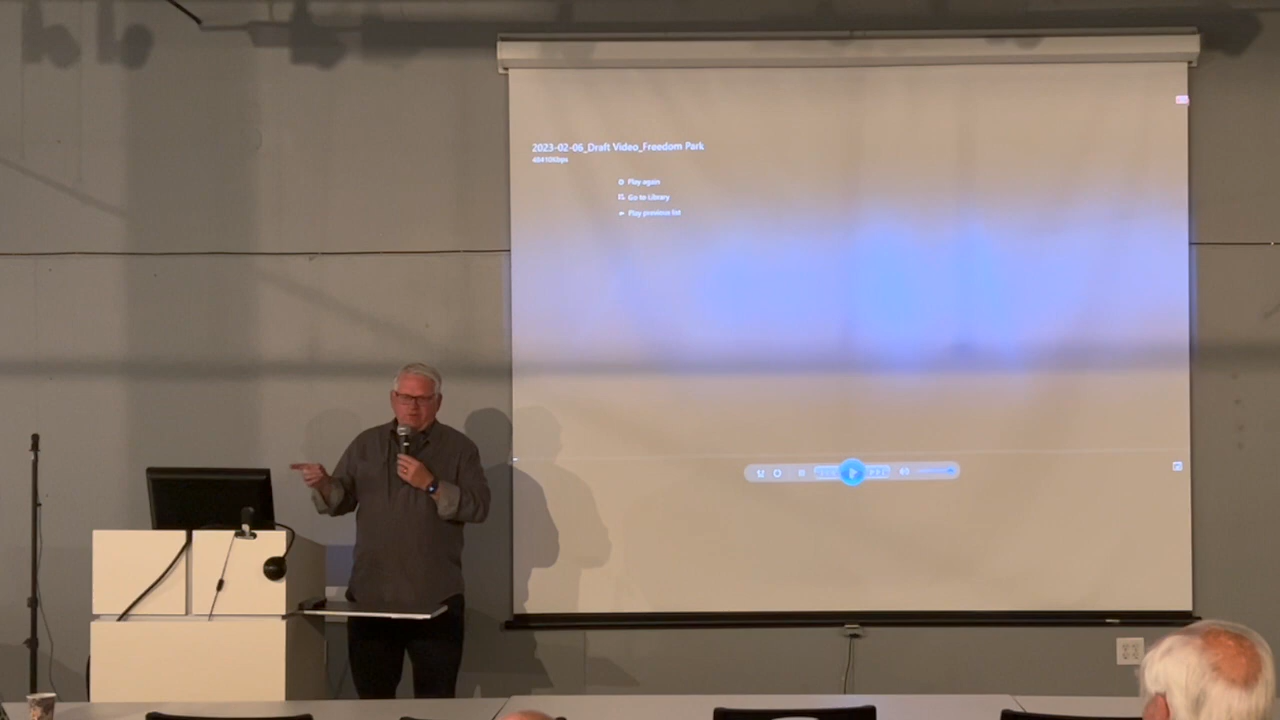 2023-02-06_Draft Video_Freedom Park
Play again
Go to Library
Play previous list